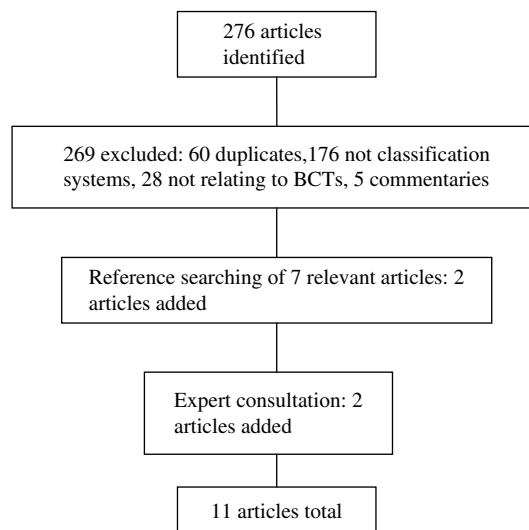 276 articles
identified
269 excluded: 60 duplicates,176 not classification
systems, 28 not relating to BCTs, 5 commentaries
Reference searching of 7 relevant articles: 2
articles added
Expert consultation: 2
articles added
11 articles total